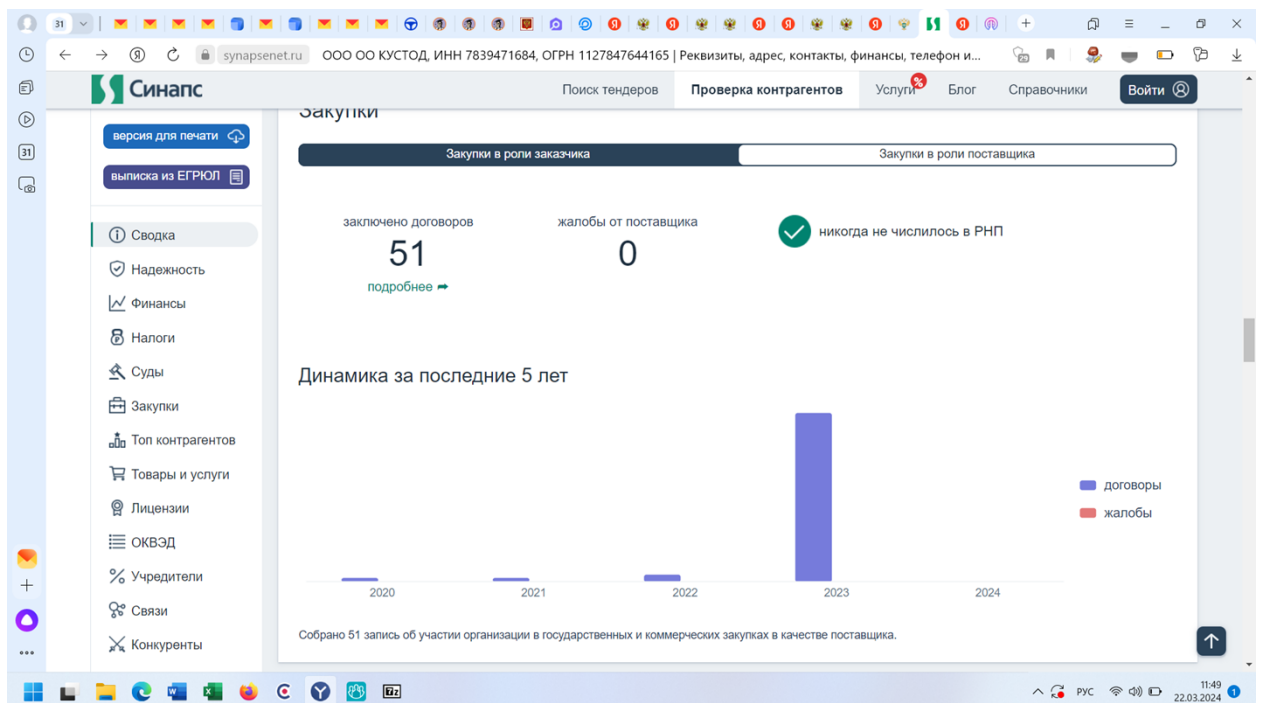 31
synapsenet.ru ООО ОО КУСТОД, ИНН 7839471684, ОГРН 1127847644165 | Реквизиты, адрес, контакты, финансы, телефон и...
Синапс
Поиск тендеров Проверка контрагентов Услуги % Блог Справочники Войти
Закупки
версия для печати
выписка из ЕГРЮЛ
Закупки в роли заказчика Закупки в роли поставщика
31
заключено договоров жалобы от поставщика
51 0
никогда не числилось в РНП
подробнее
Сводка
Надежность
Финансы
Налоги
Суды
Закупки
Топ контрагентов
Товары и услуги
Лицензии
ОКВЭД
Учредители
Связи
Конкуренты
Динамика за последние 5 лет
договоры
жалобы
2020 2021 2022 2023 2024
Собрано 51 запись об участии организации в государственных и коммерческих закупках в качестве поставщика.
7z
РУС
11:49
22.03.2024
1